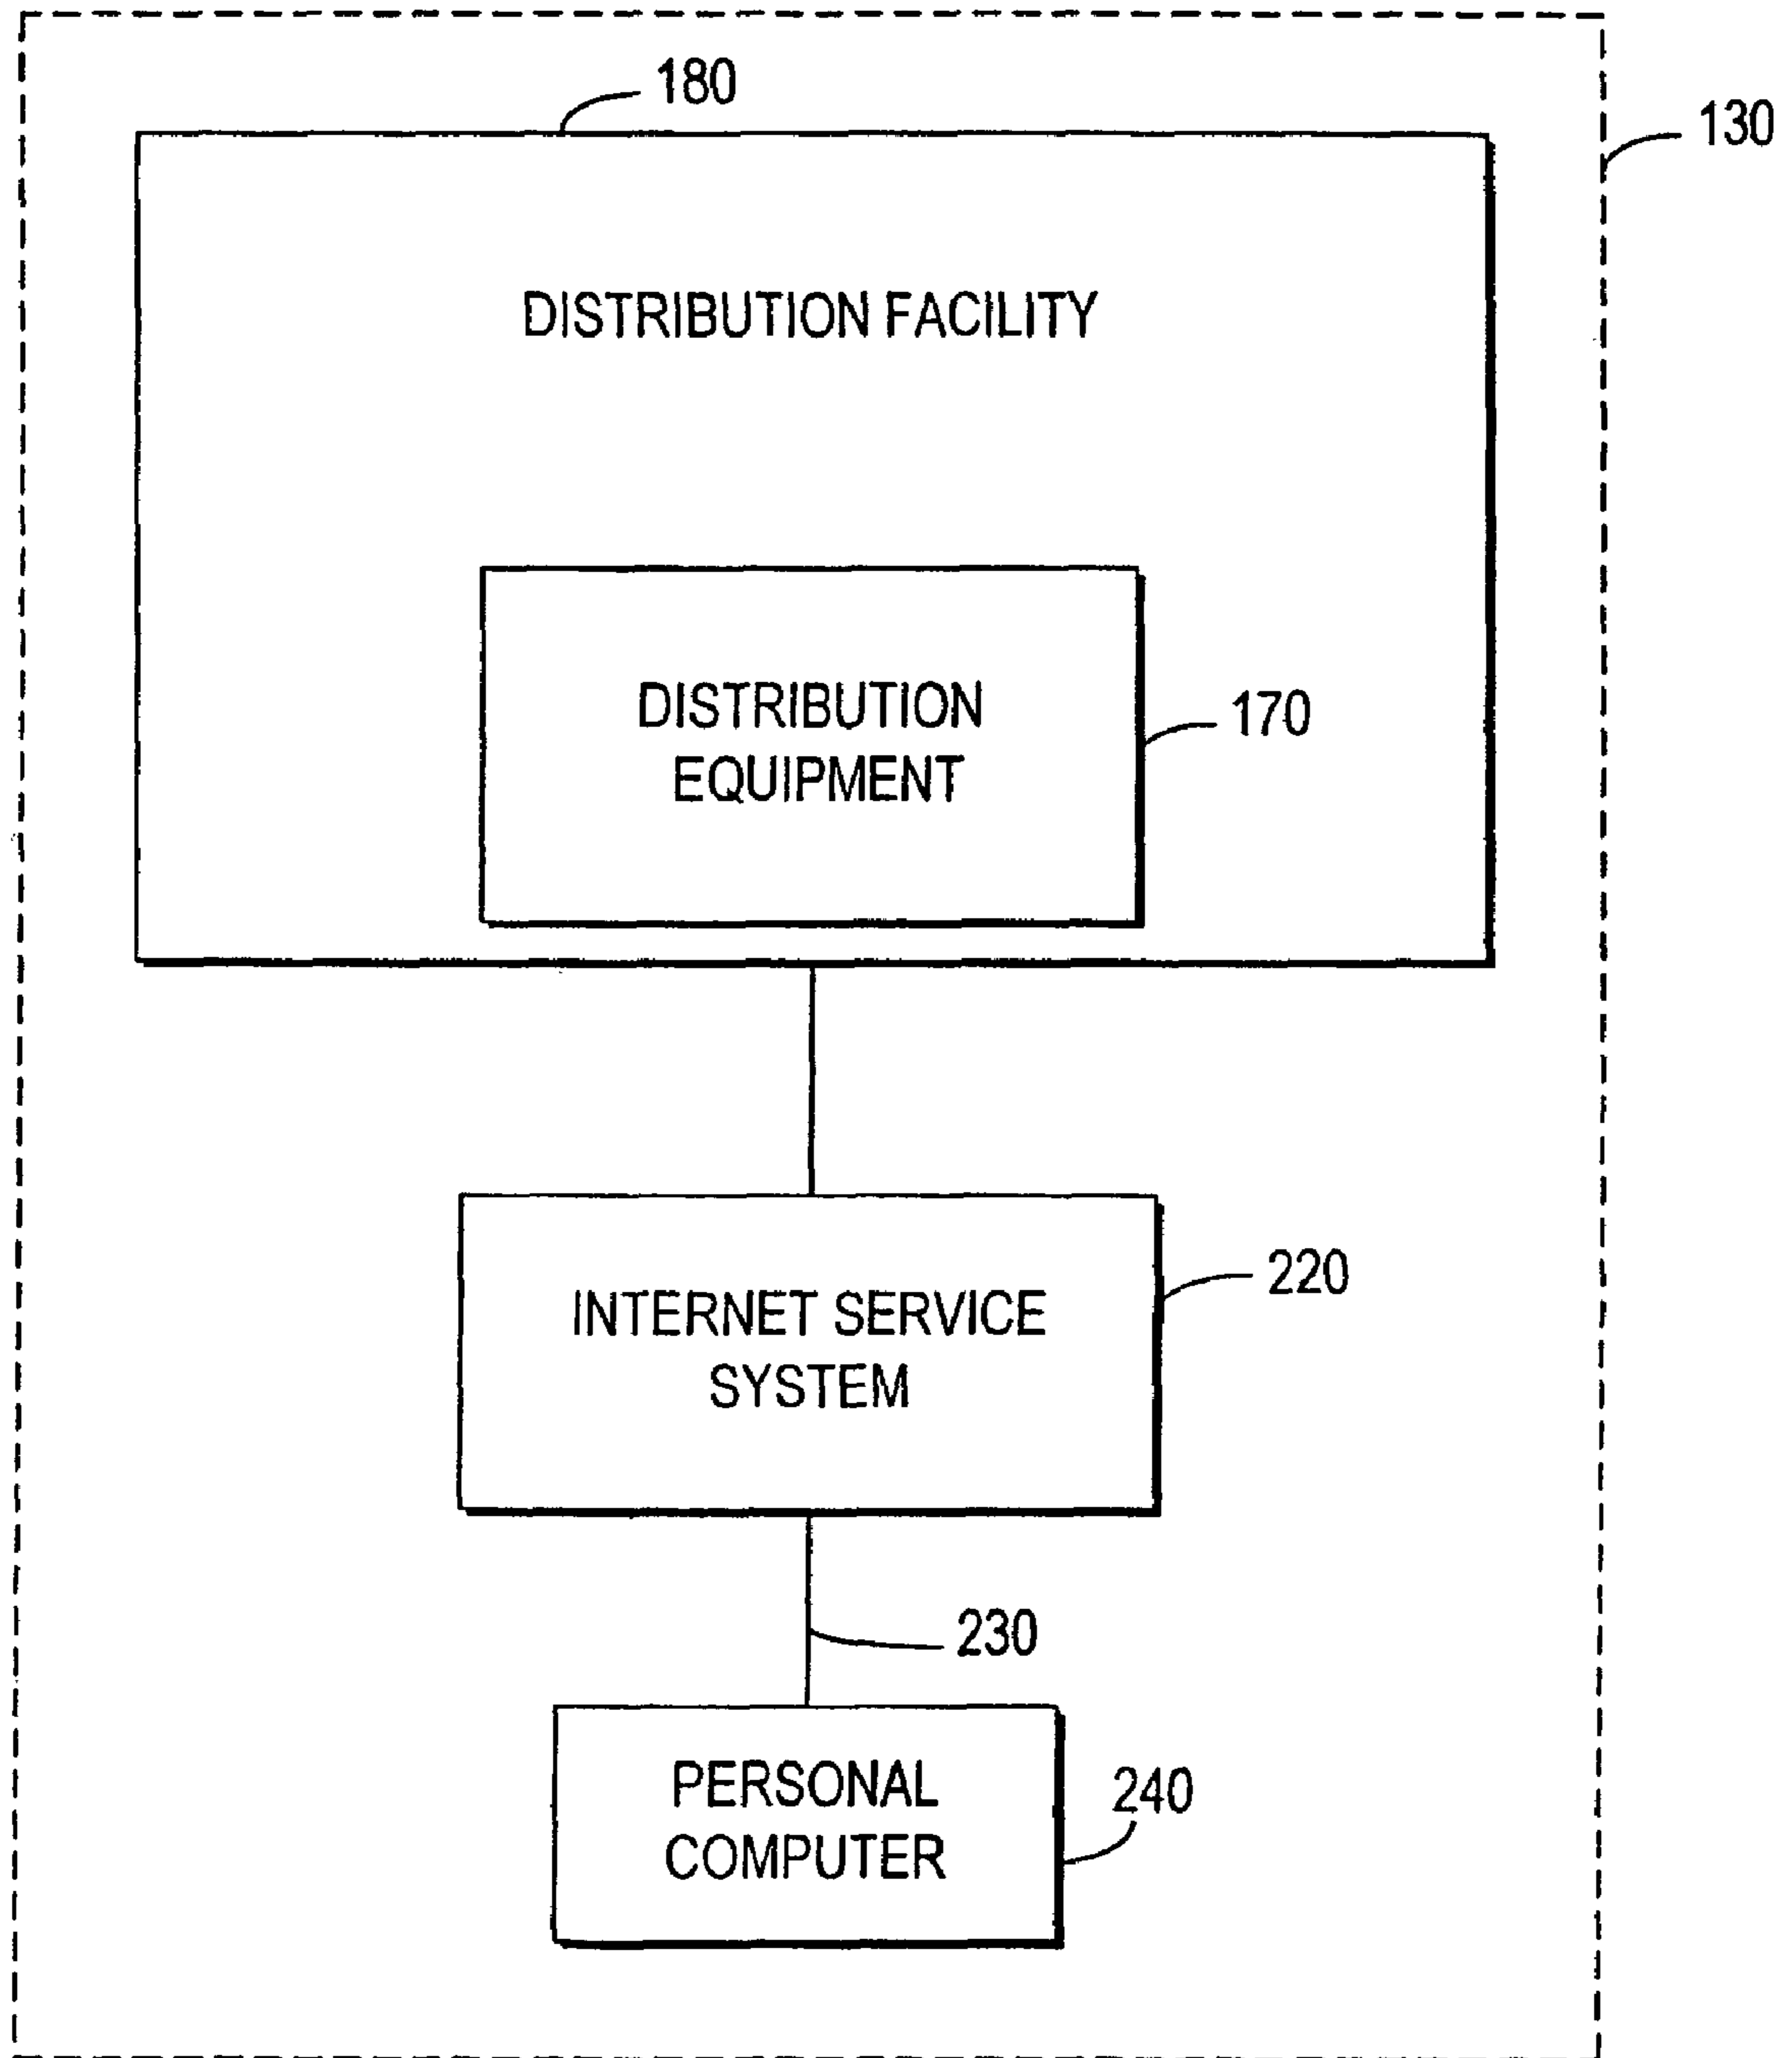 180
130
DISTRIBUTION FACILITY
DISTRIBUTION
EQUIPMENT
170
INTERNET SERVICE
SYSTEM
220
230
PERSONAL
COMPUTER
240